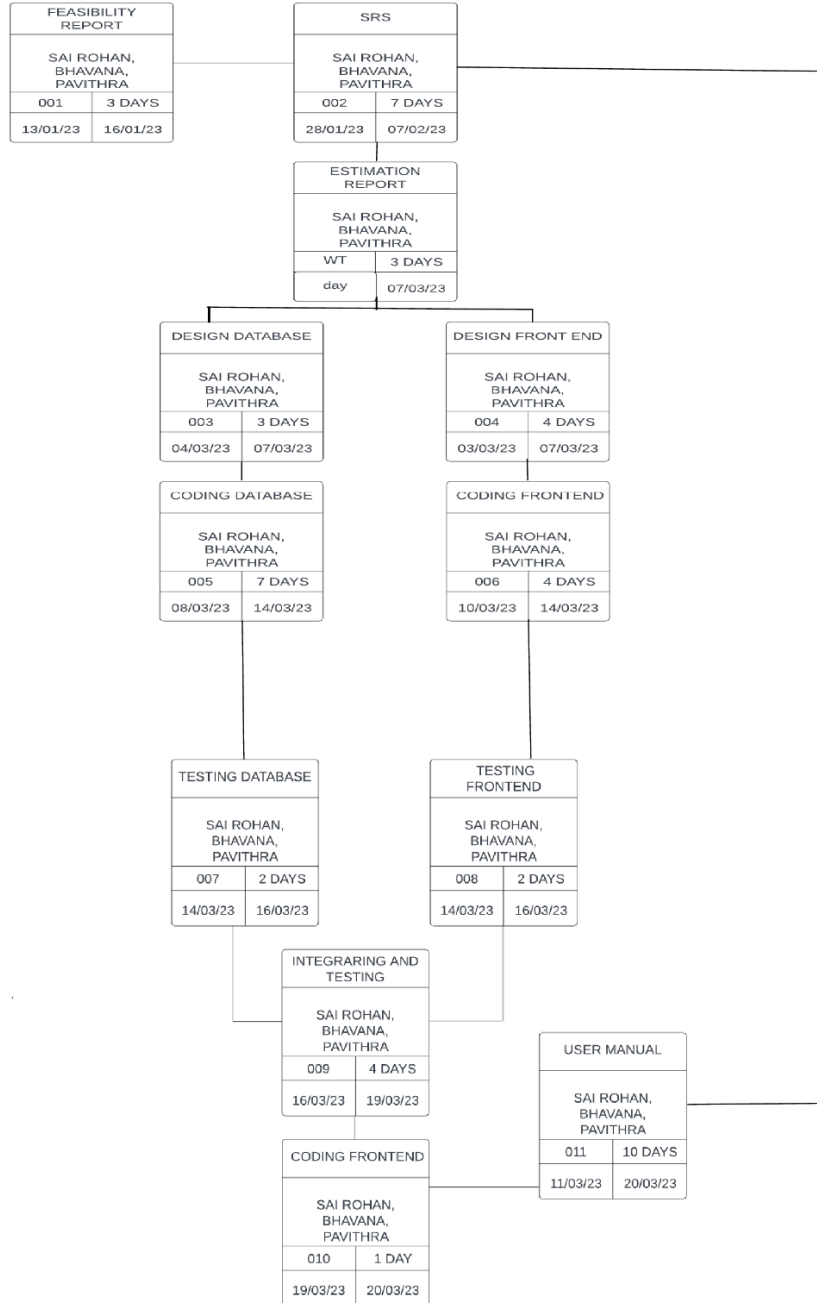 FEASIBILITY
REPORT
SAI ROHAN,
BHAVANA,
PAVITHRA
001 3 DAYS
13/01/23 16/01/23
SRS
SAI ROHAN,
BHAVANA,
PAVITHRA
002 7 DAYS
28/01/23 07/02/23
ESTIMATION
REPORT
SAI ROHAN,
BHAVANA,
PAVITHRA
WT 3 DAYS
day 07/03/23
DESIGN DATABASE
SAI ROHAN,
BHAVANA,
PAVITHRA
003 3 DAYS
04/03/23 07/03/23
DESIGN FRONT END
SAI ROHAN,
BHAVANA,
PAVITHRA
004 4 DAYS
03/03/23 07/03/23
CODING DATABASE
SAI ROHAN,
BHAVANA,
PAVITHRA
005 7 DAYS
08/03/23 14/03/23
CODING FRONTEND
SAI ROHAN,
BHAVANA,
PAVITHRA
006 4 DAYS
10/03/23 14/03/23
TESTING DATABASE
SAI ROHAN,
BHAVANA,
PAVITHRA
007 2 DAYS
14/03/23 16/03/23
TESTING
FRONTEND
SAI ROHAN,
BHAVANA,
PAVITHRA
008 2 DAYS
14/03/23 16/03/23
INTEGRARING AND
TESTING
SAI ROHAN,
BHAVANA,
PAVITHRA
009 4 DAYS
16/03/23 19/03/23
USER MANUAL
SAI ROHAN,
BHAVANA,
PAVITHRA
011 10 DAYS
11/03/23 20/03/23
CODING FRONTEND
SAI ROHAN,
BHAVANA,
PAVITHRA
010 1 DAY
19/03/23 20/03/23